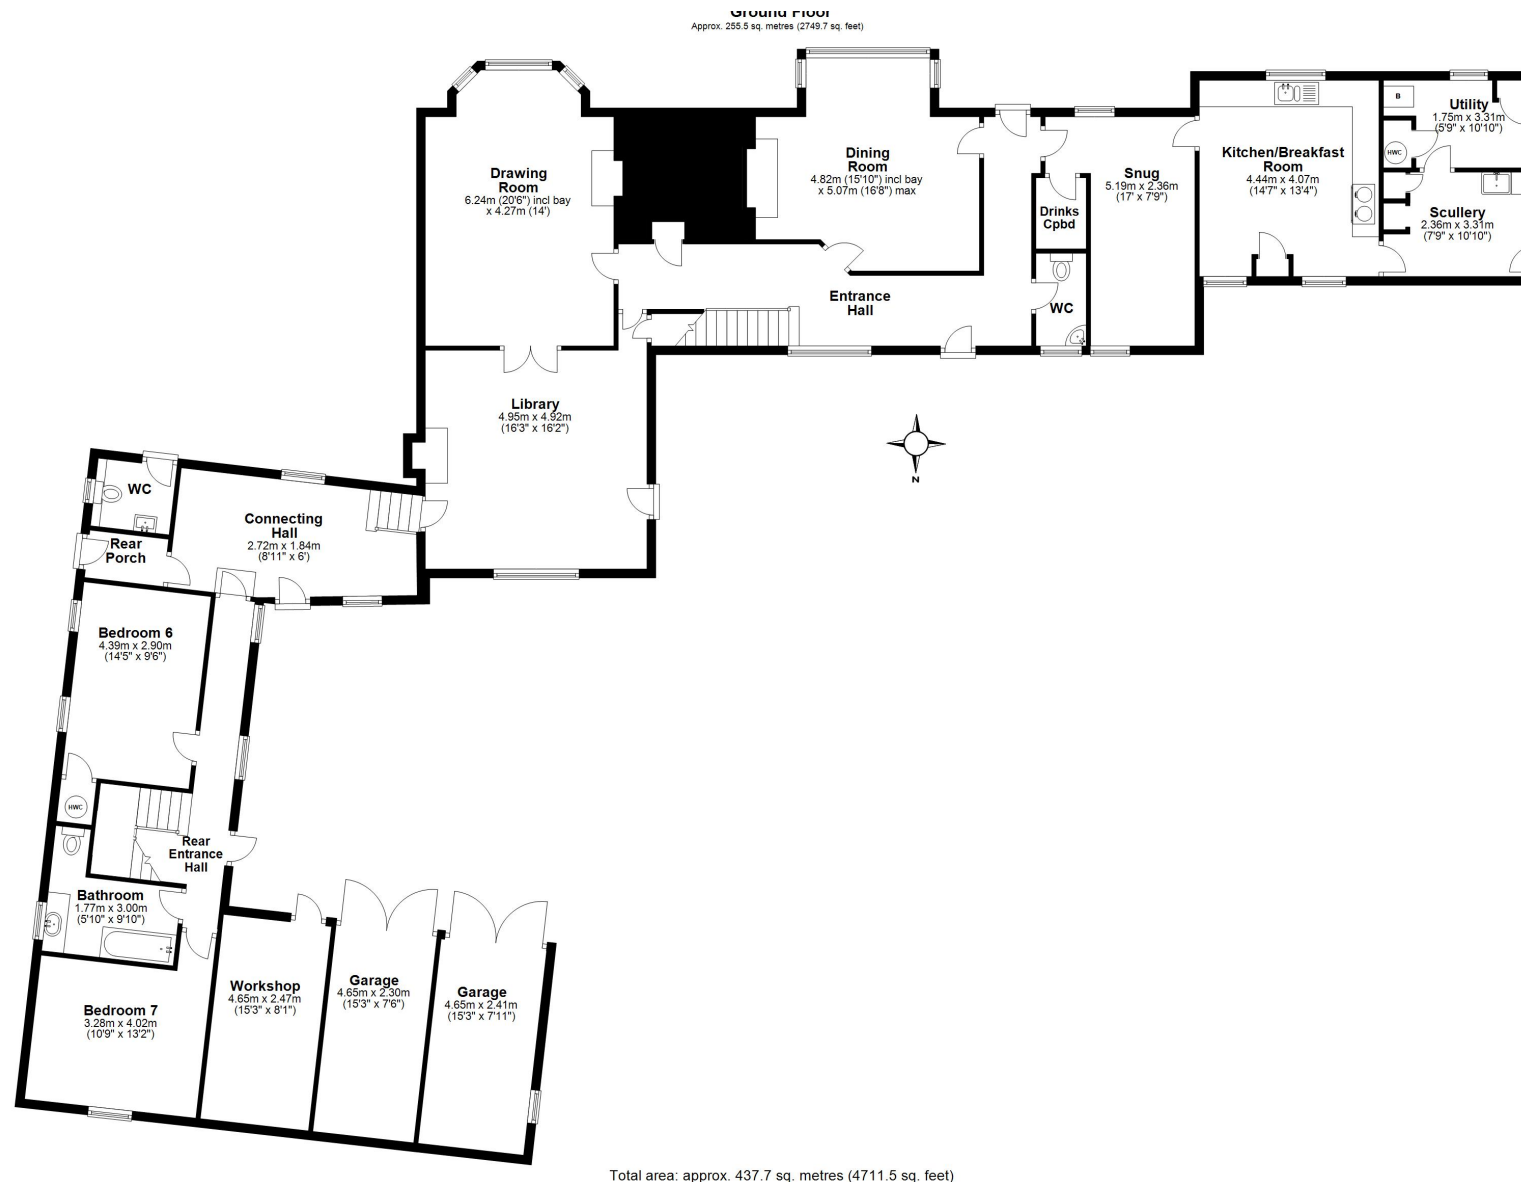 Ground Floor
Approx. 255.5 sq. metres (2749.7 sq. feet)
Drawing
Room
6.24m (20'6") incl bay
x 4.27m (14')
Dining
Room
4.82m (15'10") incl bay
x 5.07m (16'8") max
Drinks
Cpbd
Snug
5.19m x 2.36m
(17' x 7'9")
Kitchen/Breakfast
Room
4.44m x 4.07m
(14'7" x 13'4")
B
Utility
1.75m x 3.31m
(5'9" x 10'10")
HWC
Scullery
2.36m x 3.31m
(7'9" x 10'10")
Entrance
Hall
WC
Library
4.95m x 4.92m
(16'3" x 16'2")
N
WC
Connecting
Hall
2.72m x 1.84m
(8'11" x 6')
Rear
Porch
Bedroom 6
4.39m x 2.90m
(14'5" x 9'6")
HWC
Rear
Entrance
Hall
Bathroom
1.77m x 3.00m
(5'10" x 9'10")
Bedroom 7
3.28m x 4.02m
(10'9" x 13'2")
Workshop
4.65m x 2.47m
(15'3" x 8'1")
Garage
4.65m x 2.30m
(15'3" x 7'6")
Garage
4.65m x 2.41m
(15'3" x 7'11")
Total area: approx. 437.7 sq. metres (4711.5 sq. feet)